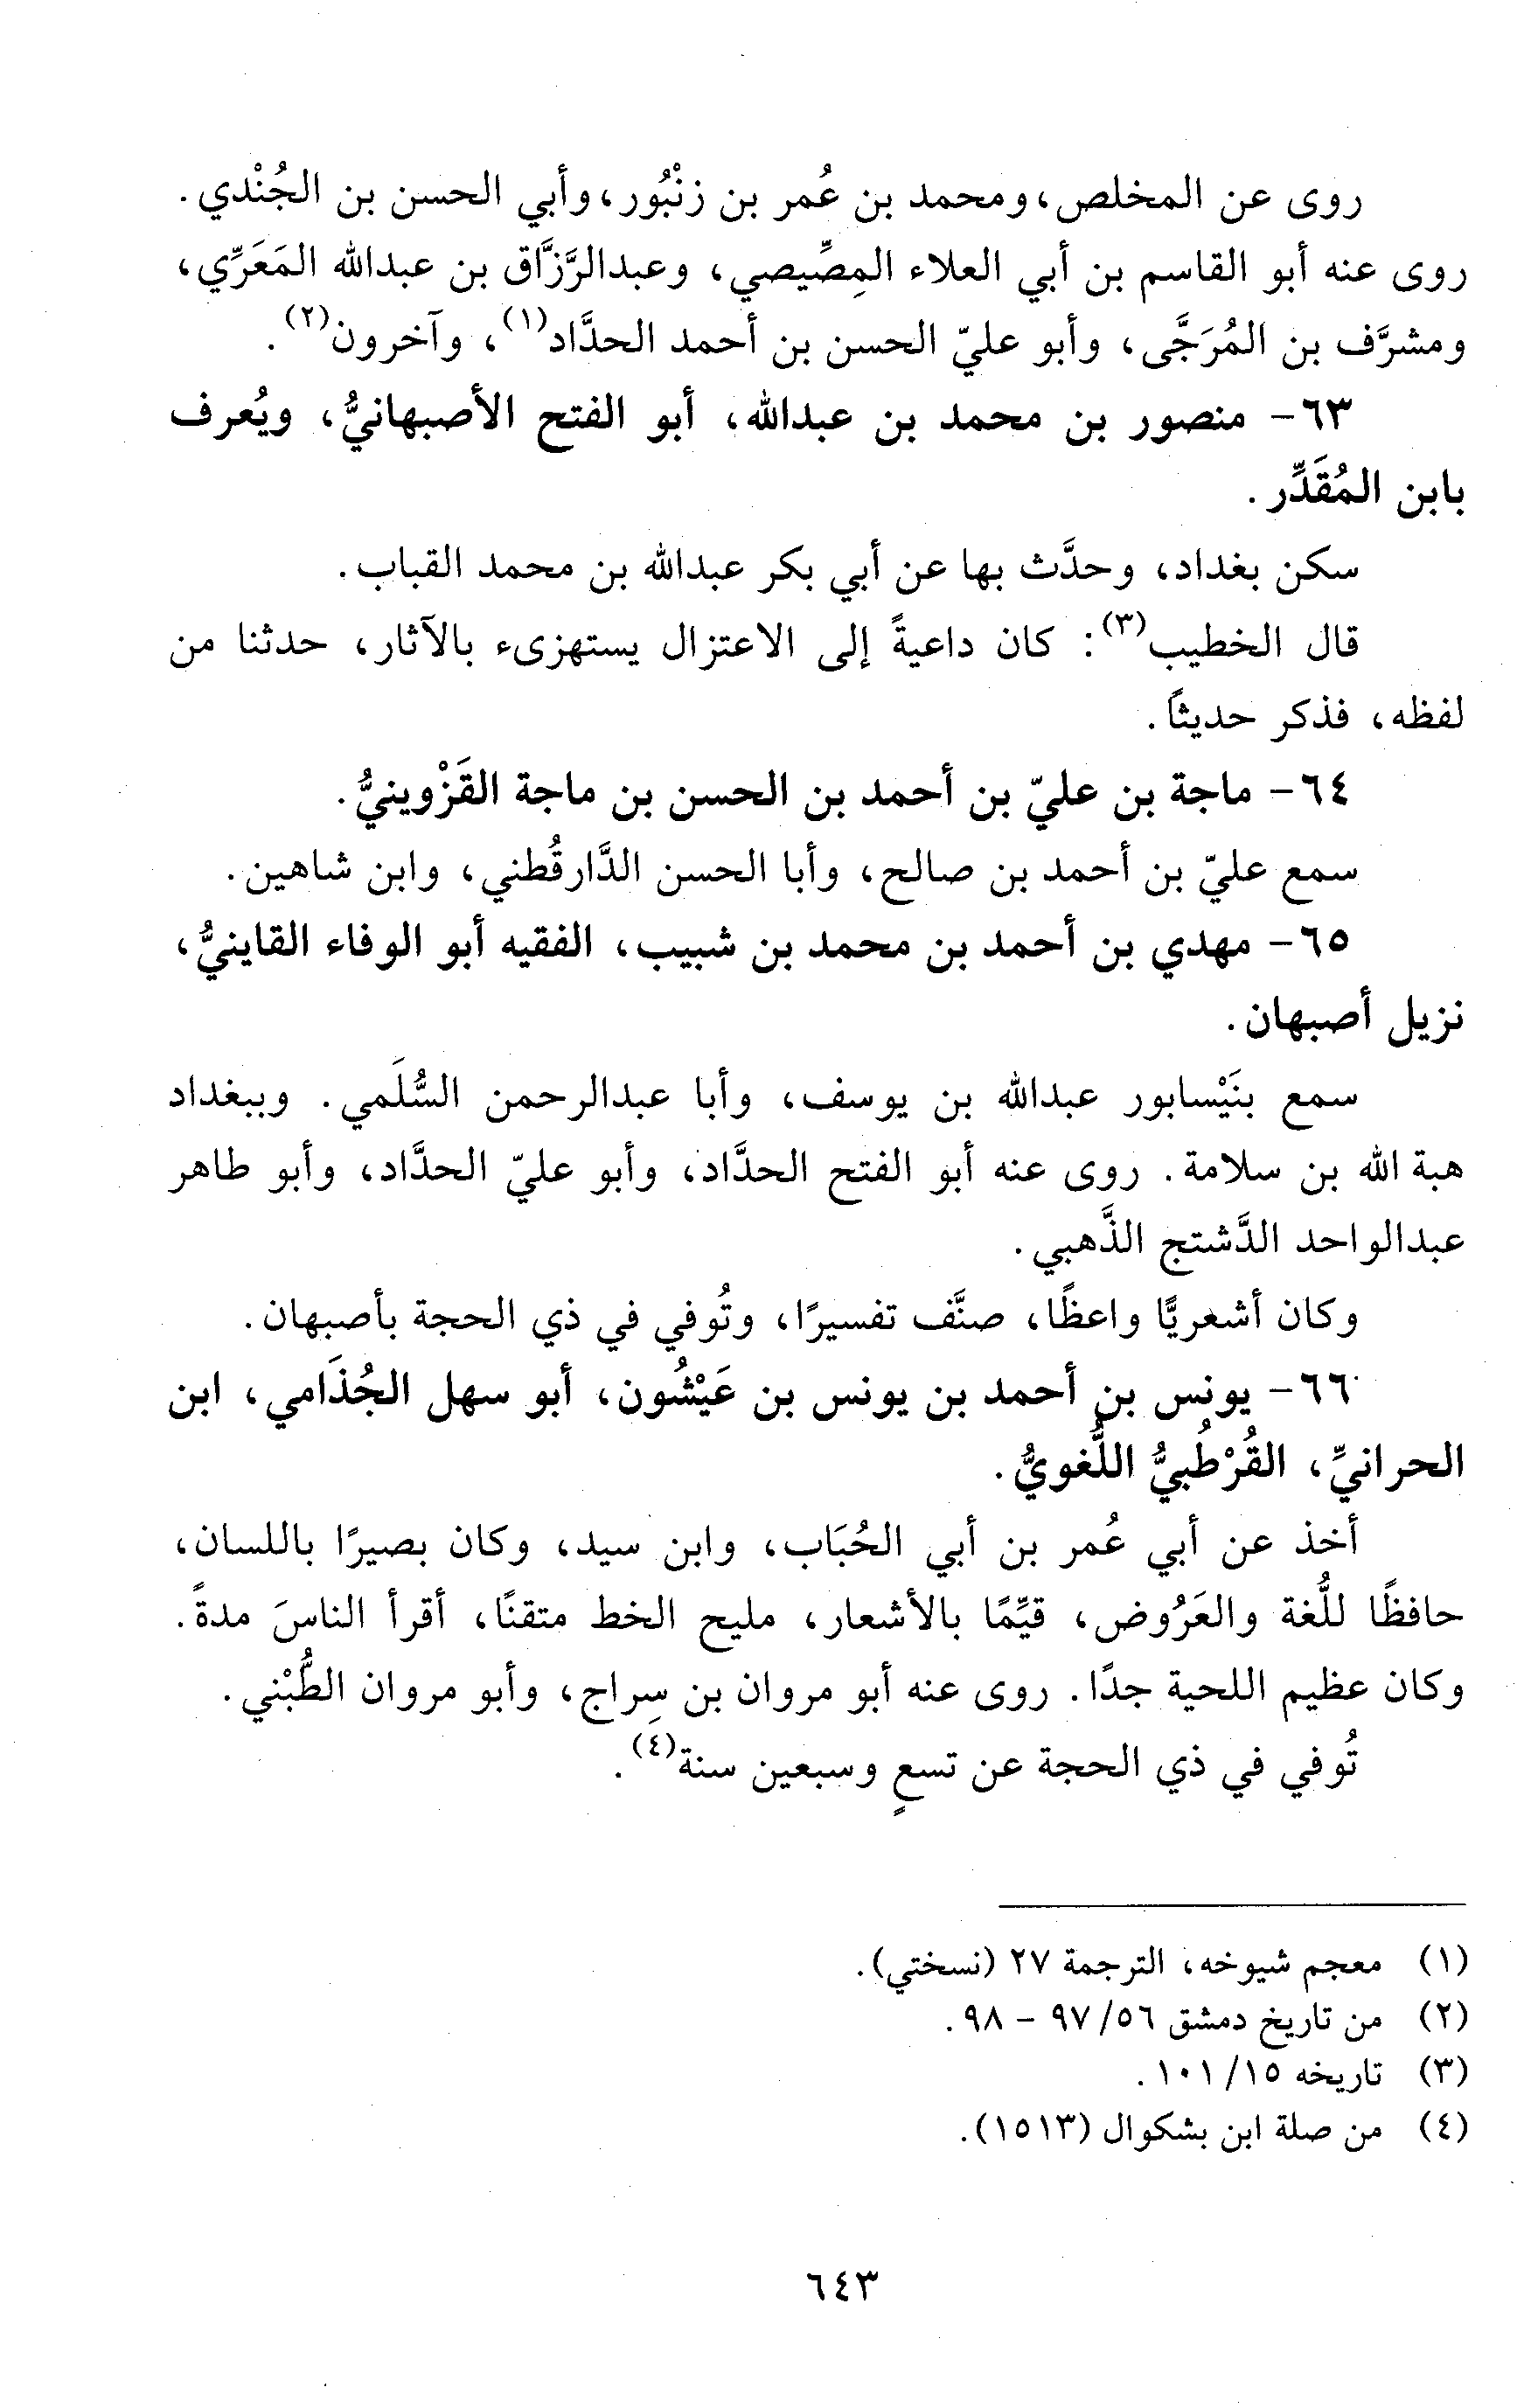 روى عن المخلص، ومحمد بن عُمر بن زنْبُور، وأبي الحسن بن الجُنْدي.
روى عنه أبو القاسم بن أبي العلاء المِصِّيصي، وعبدالرَّزَّاق بن عبدالله المَعَرِّي،
ومشرَّف بن المُرَجَّى، وأبو عليّ الحسن بن أحمد الحدَّاد(١)، وآخرون(٢).
٦٣- منصور بن محمد بن عبدالله، أبو الفتح الأصبهانيُّ، ويُعرف
بابن المُقَدِّر.
سكن بغداد، وحدَّث بها عن أبي بكر عبدالله بن محمد القباب.
قال الخطيب(٣): كان داعيةً إلى الاعتزال يستهزىء بالآثار، حدثنا من
لفظه، فذكر حديثًا.
٦٤- ماجة بن عليّ بن أحمد بن الحسن بن ماجة القَزْوينيُّ.
سمع عليّ بن أحمد بن صالح، وأبا الحسن الدَّارقُطني، وابن شاهين.
٦٥- مهدي بن أحمد بن محمد بن شبيب، الفقيه أبو الوفاء القاينيُّ،
نزيل أصبهان.
سمع بنَيْسابور عبدالله بن يوسف، وأبا عبدالرحمن السُّلَمي. وببغداد
هبة الله بن سلامة. روى عنه أبو الفتح الحدَّاد، وأبو عليّ الحدَّاد، وأبو طاهر
عبدالواحد الدَّشتج الذَّهبي.
وكان أشعريًّا واعظًا، صنَّف تفسيرًا، وتُوفي في ذي الحجة بأصبهان.
٦٦- يونس بن أحمد بن يونس بن عَيْشُون، أبو سهل الجُذَامي، ابن
الحرانيِّ، القُرْطُبيُّ اللُّغويُّ.
أخذ عن أبي عُمر بن أبي الحُبَاب، وابن سيد، وكان بصيرًا باللسان،
حافظًا للُّغة والعَرُوض، قيِّمًا بالأشعار، مليح الخط متقنًا، أقرأ الناسَ مدةً.
وكان عظيم اللحية جدًا. روى عنه أبو مروان بن سِراج، وأبو مروان الطُّبْني.
تُوفي في ذي الحجة عن تسعٍ وسبعين سنة(٤).
(١) معجم شيوخه، الترجمة ٢٧ (نسختي).
(٢) من تاريخ دمشق ٥٦/ ٩٧ - ٩٨.
(٣) تاريخه ١٥/ ١٠١.
(٤) من صلة ابن بشكوال (١٥١٣).
٦٤٣